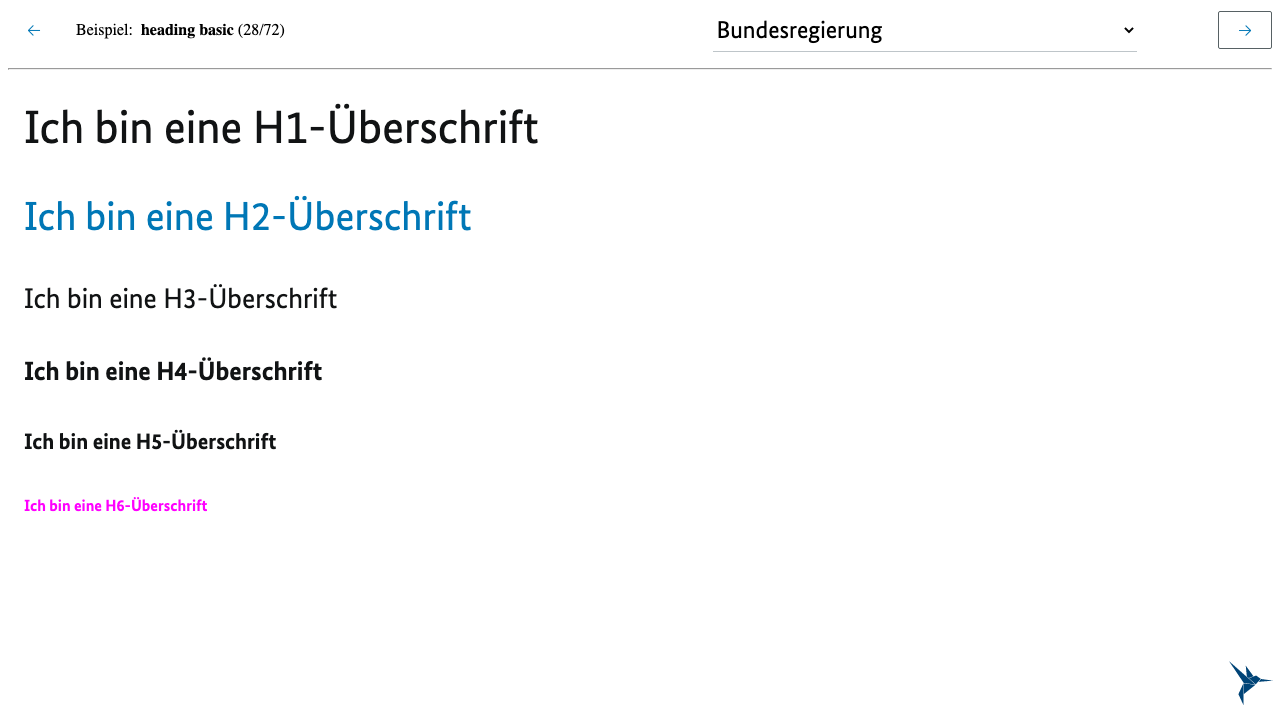 Beispiel: heading basic (28/72)
Bundesregierung
Ich bin eine H1-Überschrift
Ich bin eine H2-Überschrift
Ich bin eine H3-Überschrift
Ich bin eine H4-Überschrift
Ich bin eine H5-Überschrift
Ich bin eine H6-Überschrift